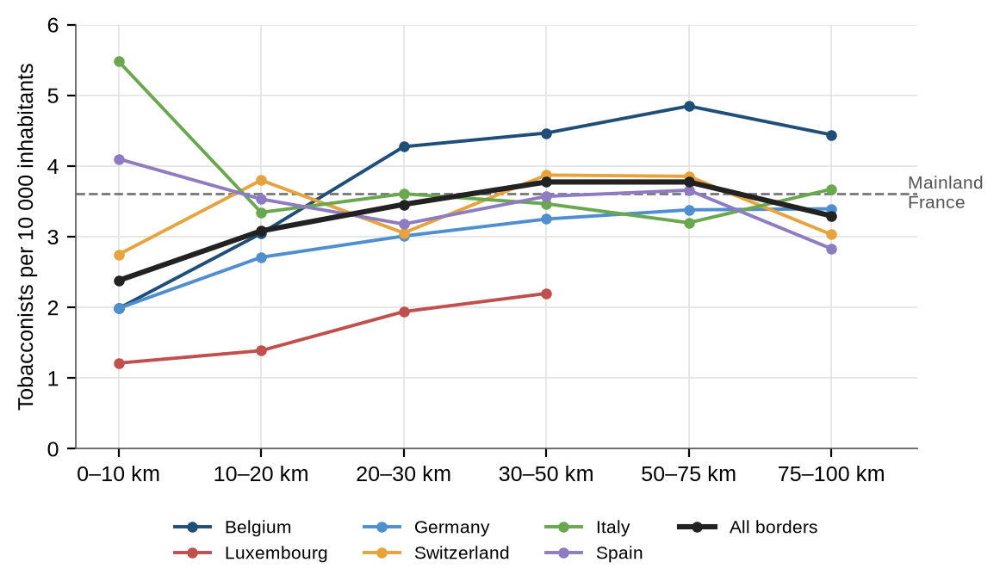 Tobacconists per 10 000 inhabitants
6
5
4
3
2
1
0
Mainland
France
0–10 km
10–20 km
20–30 km
30–50 km
50–75 km
75–100 km
Belgium
Germany
Italy
All borders
Luxembourg
Switzerland
Spain